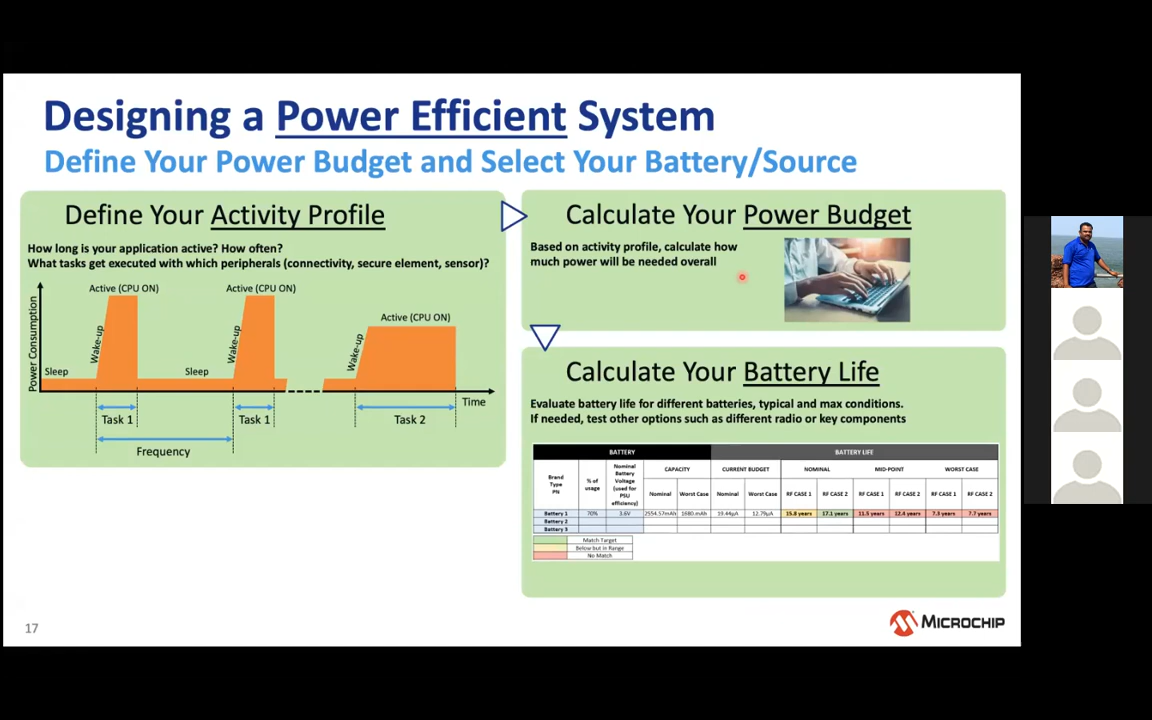 Designing a Power Efficient System
Define Your Power Budget and Select Your Battery/Source
Define Your Activity Profile
How long is your application active? How often?
What tasks get executed with which peripherals (connectivity, secure element, sensor)?
Power Consumption
Active (CPU ON)
Active (CPU ON)
Active (CPU ON)
Wake-up
Wake-up
Wake-up
Sleep
Sleep
Time
Task 1
Task 1
Task 2
Frequency
Calculate Your Power Budget
Based on activity profile, calculate how
much power will be needed overall
Calculate Your Battery Life
Evaluate battery life for different batteries, typical and max conditions.
If needed, test other options such as different radio or key components
BATTERY BATTERY LIFE
Brand
Type
PN
% of
usage
Nominal
Battery
Voltage
(used for
PSU
efficiency)
CAPACITY CURRENT BUDGET NOMINAL MID-POINT WORST CASE
Nominal Worst Case Nominal Worst Case RF CASE 1 RF CASE 2 RF CASE 1 RF CASE 2 RF CASE 1 RF CASE 2
Battery 1 70% 3.6V 2554.57mAh 1680.mAh 19.44µA 12.79µA 15.8 years 17.1 years 11.5 years 12.4 years 7.3 years 7.7 years
Battery 2
Battery 3
Match Target
Below but in Range
No Match
17
MICROCHIP